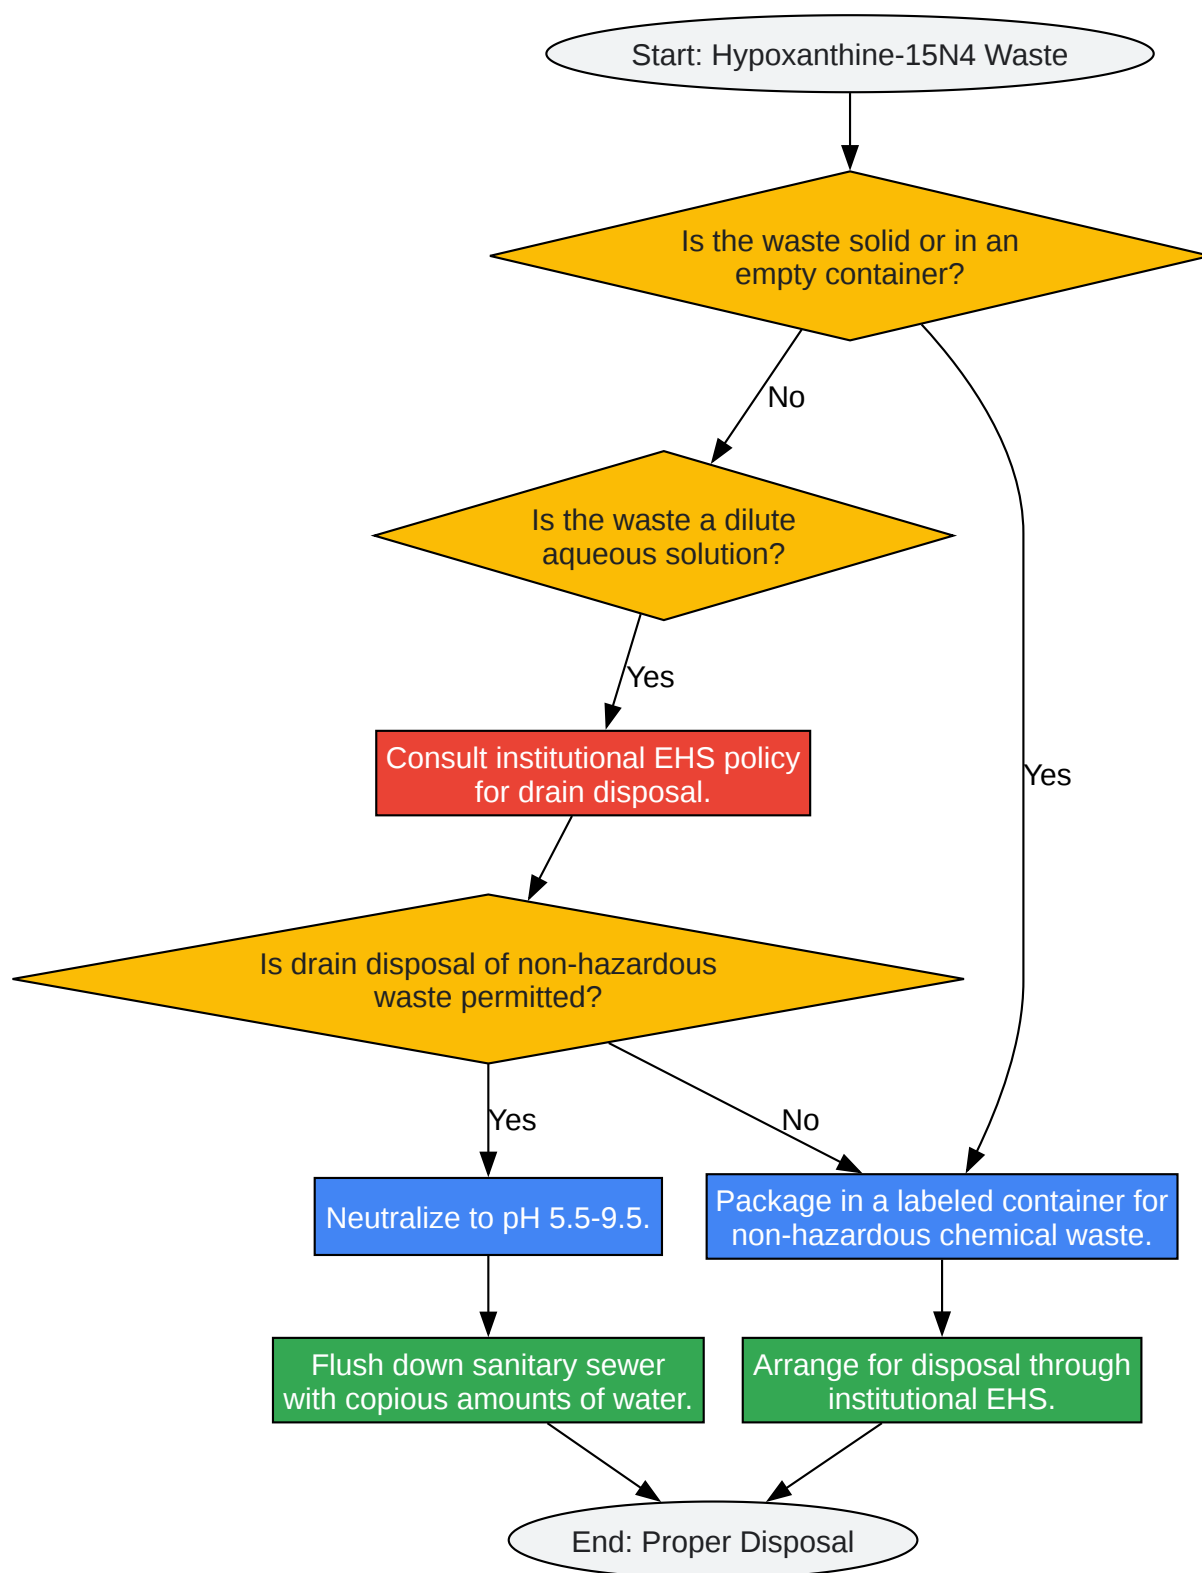 Start: Hypoxanthine-15N4 Waste
Is the waste solid or in an
empty container?
No
Is the waste a dilute
aqueous solution?
Yes
Consult institutional EHS policy
for drain disposal.
Yes
Is drain disposal of non-hazardous
waste permitted?
Yes
No
Neutralize to pH 5.5-9.5.
Package in a labeled container for
non-hazardous chemical waste.
Flush down sanitary sewer
with copious amounts of water.
Arrange for disposal through
institutional EHS.
End: Proper Disposal